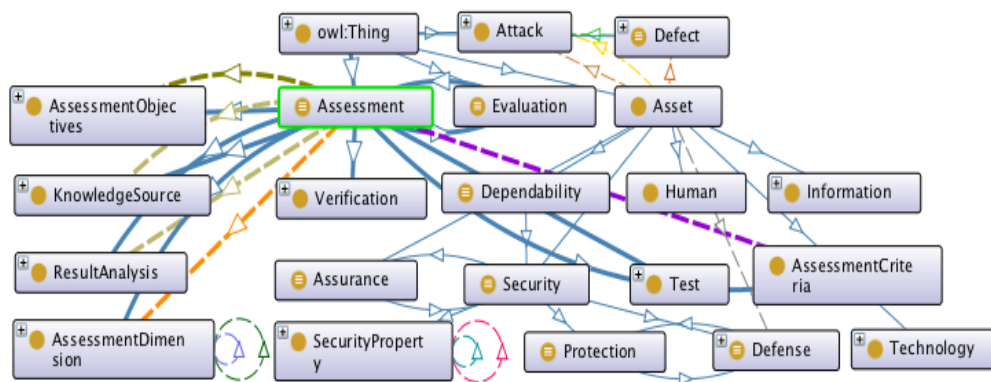 owl:Thing
Attack
Defect
AssessmentObjec
tives
Assessment
Evaluation
Asset
KnowledgeSource
Verification
Dependability
Human
Information
ResultAnalysis
Assurance
Security
Test
AssessmentCrite
ria
AssessmentDimen
sion
SecurityPropert
y
Protection
Defense
Technology